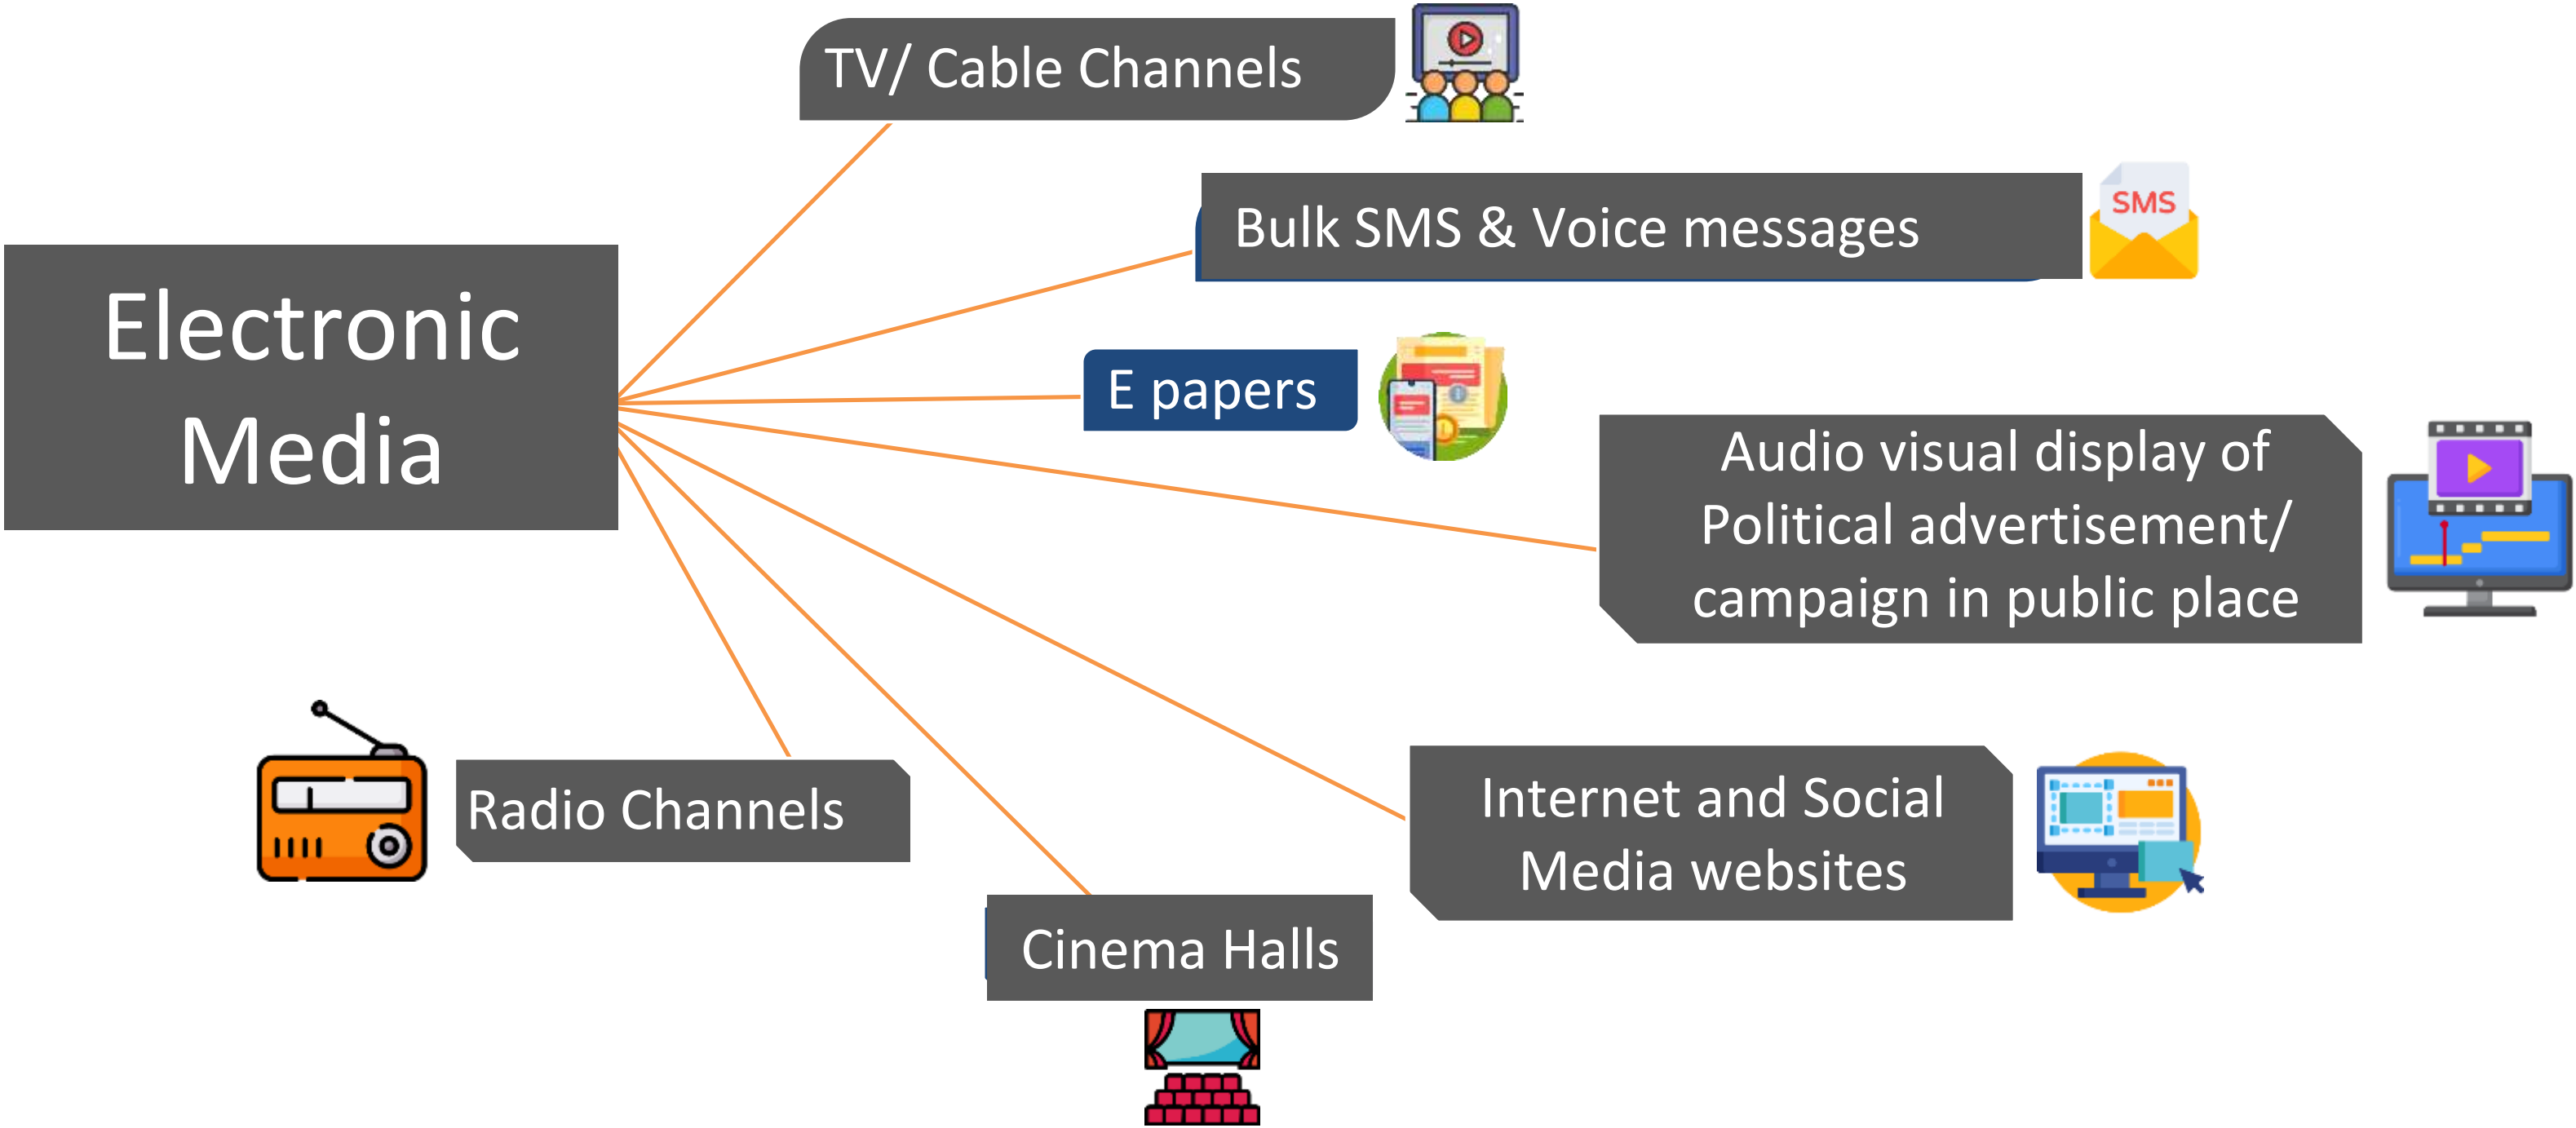 TV/ Cable Channels
SMS
Bulk SMS & Voice messages
Electronic
Media
E papers
Audio visual display of
Political advertisement/
campaign in public place
Radio Channels
Internet and Social
Media websites
Cinema Halls